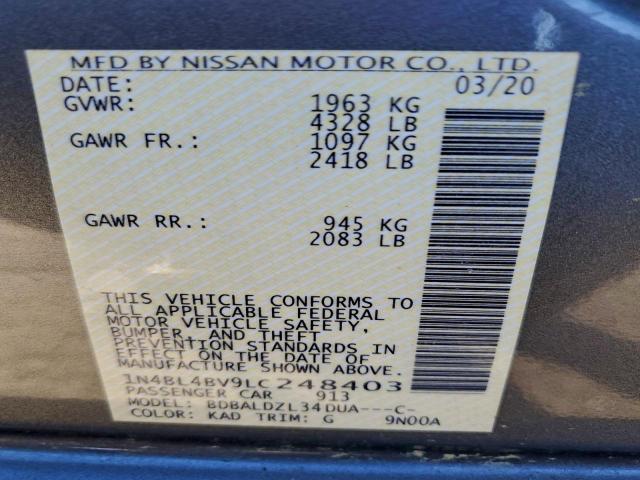 MFD BY NISSAN MOTOR CO., LTD.
DATE: 03/20
GVWR: 1963 KG
4328 LB
GAWR FR.: 1097 KG
2418 LB
GAWR RR.: 945 KG
2083 LB
THIS VEHICLE CONFORMS TO
ALL APPLICABLE FEDERAL
MOTOR VEHICLE SAFETY,
BUMPER, AND THEFT
PREVENTION STANDARDS IN
EFFECT ON THE DATE OF
MANUFACTURE SHOWN ABOVE.
1N4BL4BV9LC248403
PASSENGER CAR 913
MODEL: BDBALDZL34DUA---C-
COLOR: KAD TRIM: G 9N00A